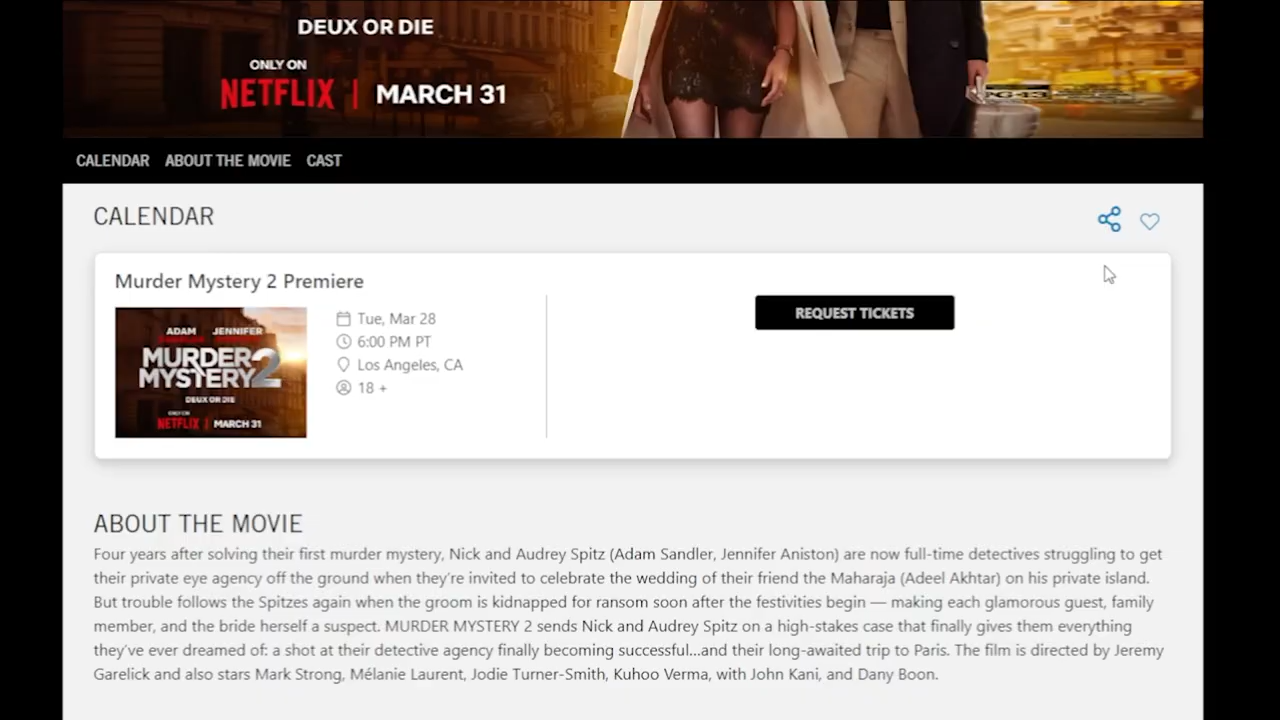 DEUX OR DIE
ONLY ON
NETFLIX | MARCH 31
CALENDAR ABOUT THE MOVIE CAST
CALENDAR
Murder Mystery 2 Premiere
ADAM JENNIFER
MURDER
MYSTERY 2
DEUX OR DIE
ONLY ON
NETFLIX | MARCH 31
Tue, Mar 28
6:00 PM PT
Los Angeles, CA
18 +
REQUEST TICKETS
ABOUT THE MOVIE
Four years after solving their first murder mystery, Nick and Audrey Spitz (Adam Sandler, Jennifer Aniston) are now full-time detectives struggling to get
their private eye agency off the ground when they're invited to celebrate the wedding of their friend the Maharaja (Adeel Akhtar) on his private island.
But trouble follows the Spitzes again when the groom is kidnapped for ransom soon after the festivities begin — making each glamorous guest, family
member, and the bride herself a suspect. MURDER MYSTERY 2 sends Nick and Audrey Spitz on a high-stakes case that finally gives them everything
they've ever dreamed of: a shot at their detective agency finally becoming successful...and their long-awaited trip to Paris. The film is directed by Jeremy
Garelick and also stars Mark Strong, Mélanie Laurent, Jodie Turner-Smith, Kuhoo Verma, with John Kani, and Dany Boon.